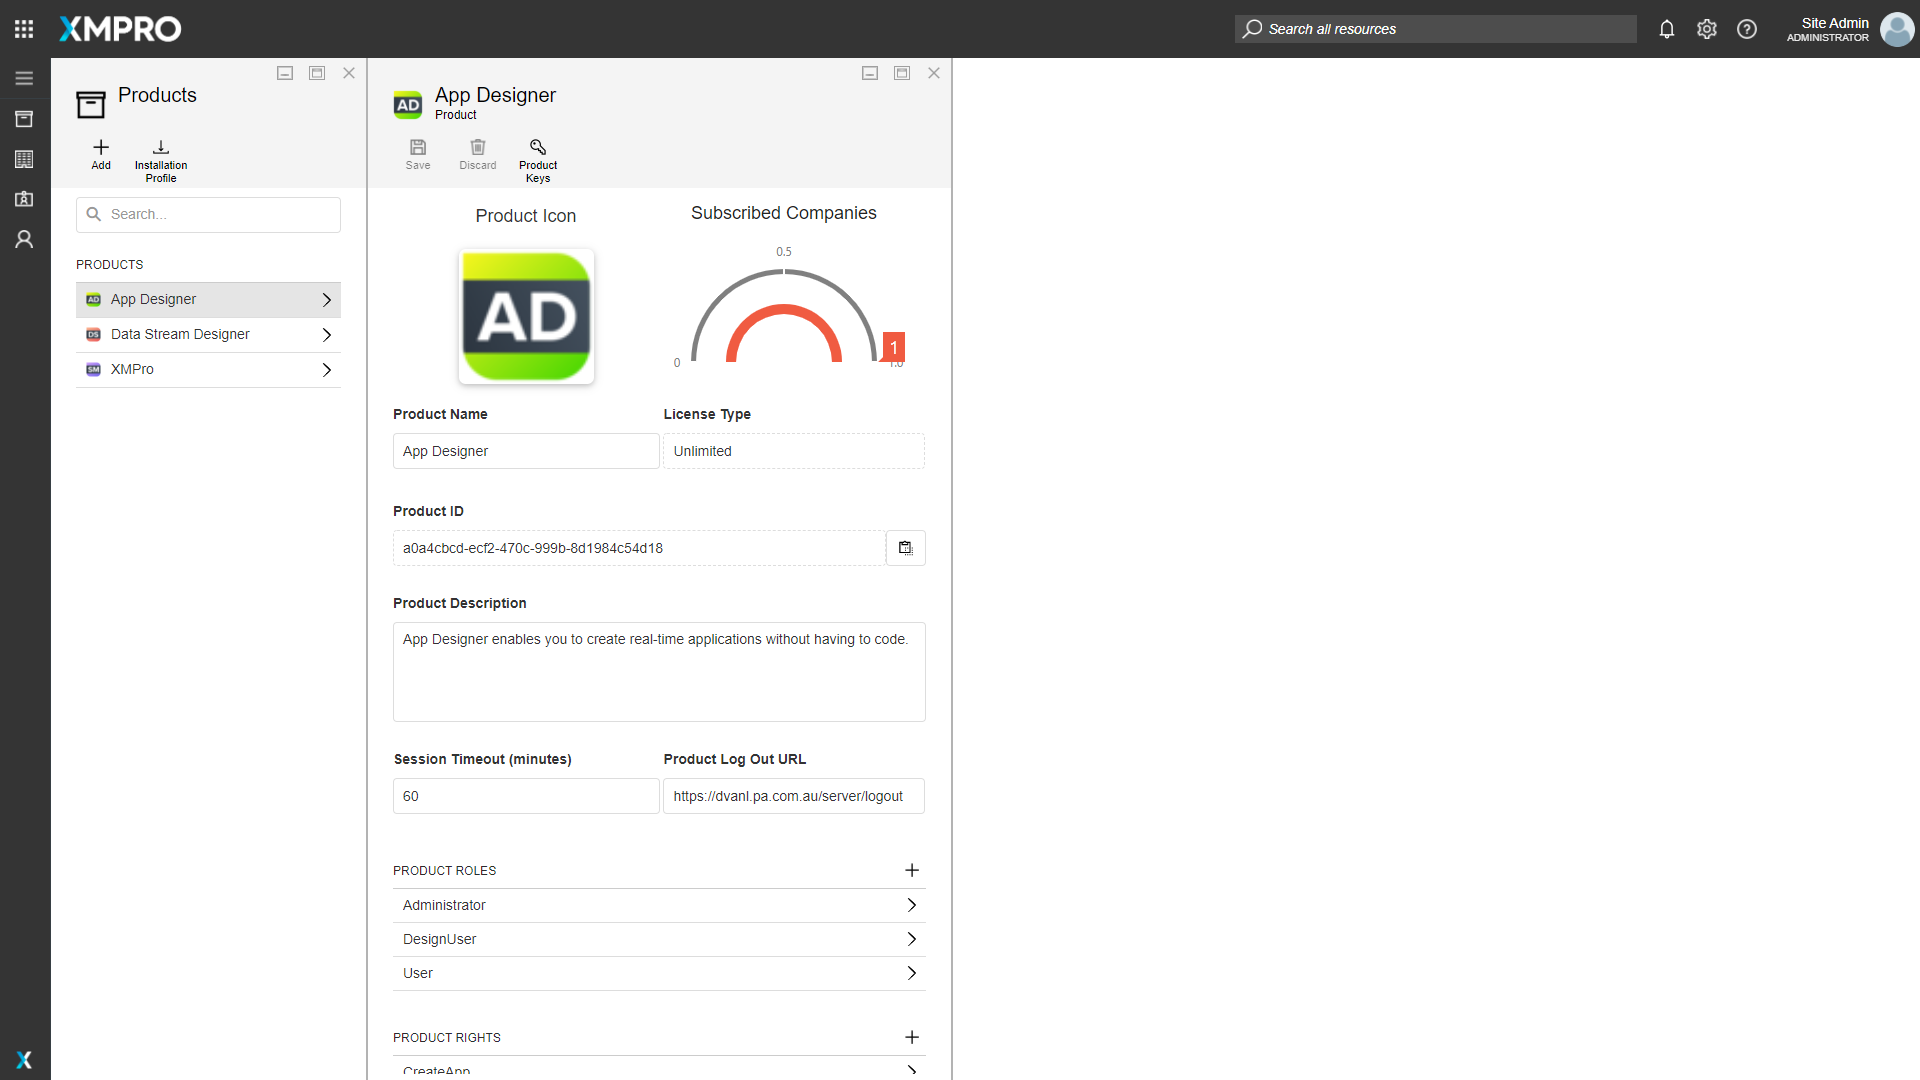 XMPRO
Search all resources
Site Admin
ADMINISTRATOR
Products
Add
Installation
Profile
Search...
PRODUCTS
AD App Designer
DS Data Stream Designer
SM XMPro
AD
App Designer
Product
Save
Discard
Product
Keys
Product Icon
AD
Subscribed Companies
0.5
0
1
1.0
Product Name
License Type
App Designer
Unlimited
Product ID
a0a4cbcd-ecf2-470c-999b-8d1984c54d18
Product Description
App Designer enables you to create real-time applications without having to code.
Session Timeout (minutes)
Product Log Out URL
60
https://dvanl.pa.com.au/server/logout
PRODUCT ROLES
Administrator
DesignUser
User
PRODUCT RIGHTS
CreateApp